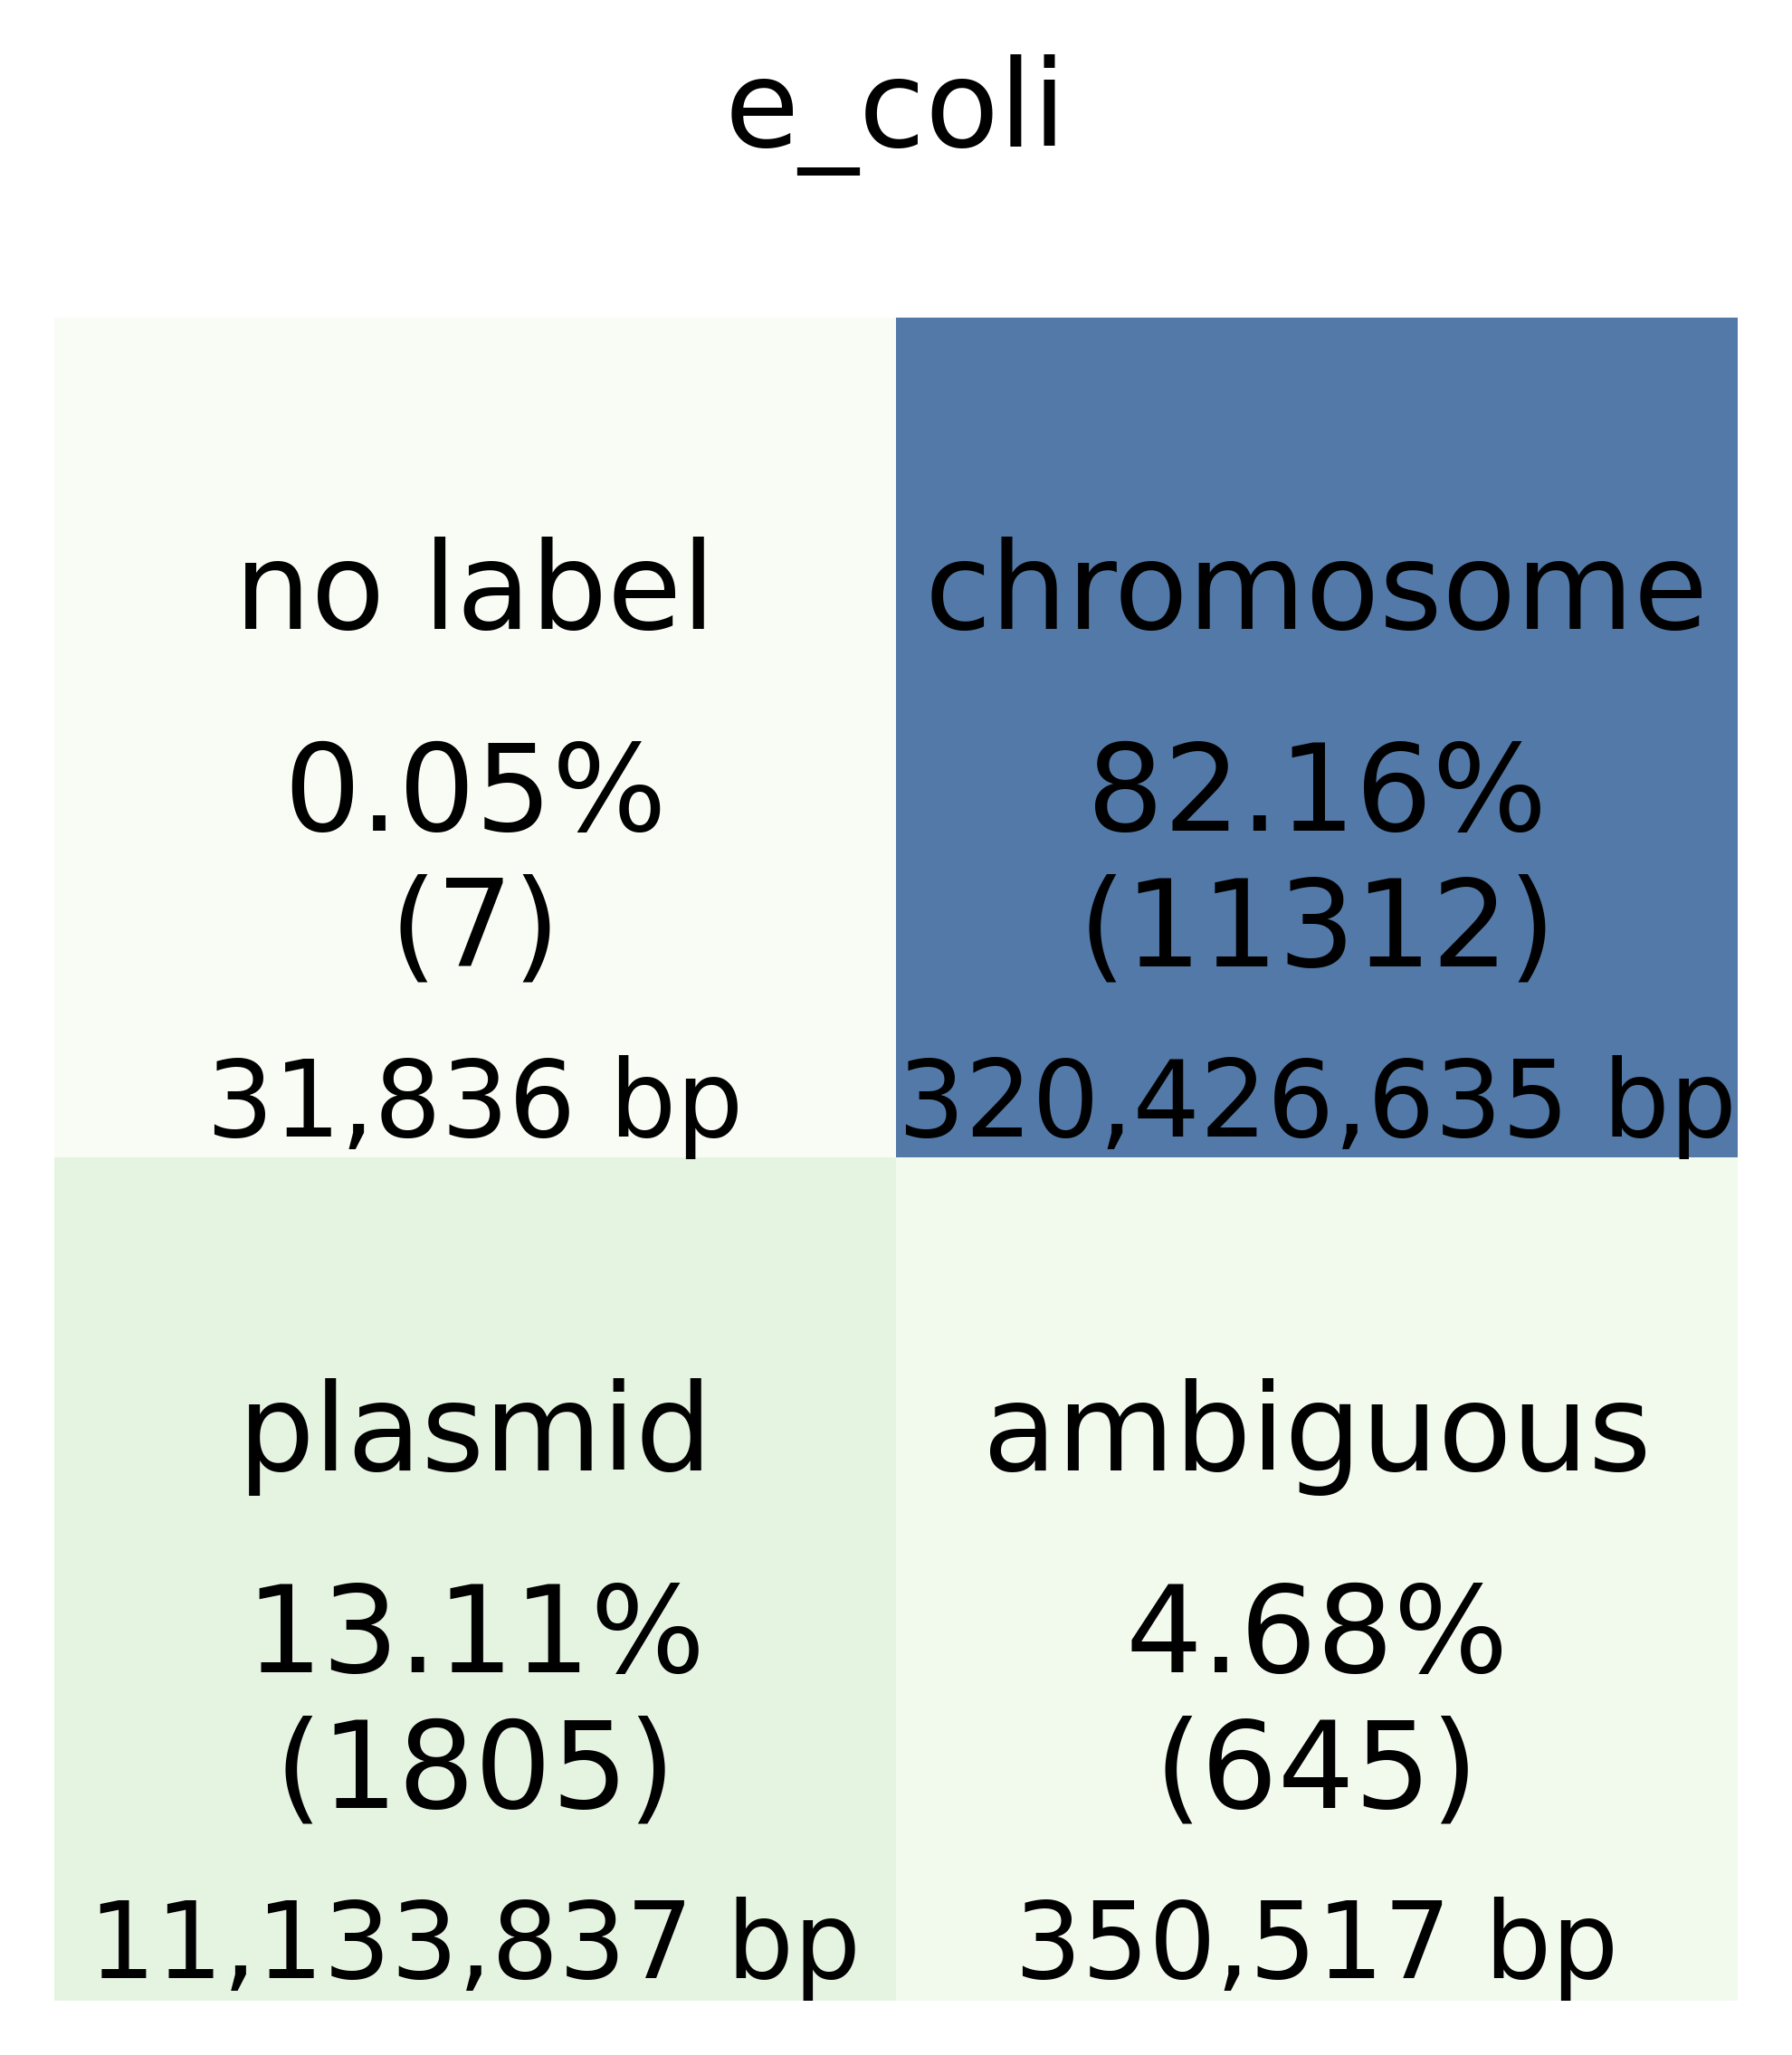 e_coli
no label
0.05%
(7)
31,836 bp
chromosome
82.16%
(11312)
320,426,635 bp
plasmid
13.11%
(1805)
11,133,837 bp
ambiguous
4.68%
(645)
350,517 bp